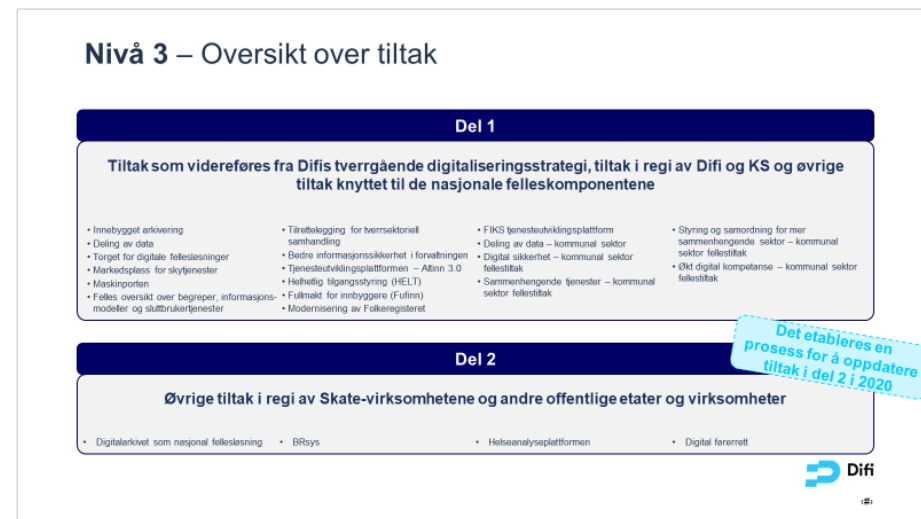 Nivå 3 – Oversikt over tiltak
Del 1
Tiltak som videreføres fra Difis tverrgående digitaliseringsstrategi, tiltak i regi av Difi og KS og øvrige
tiltak knyttet til de nasjonale felleskomponentene
• Innebygget arkivering
• Deling av data
• Torget for digitale fellesløsninger
• Markedsplass for skytjenester
• Maskinporten
• Felles oversikt over begreper, informasjons-
modeller og sluttbrukertjenester
• Tilrettelegging for tverrsektoriell
samhandling
• Bedre informasjonssikkerhet i forvaltningen
• Tjenesteutviklingsplattformen – Altinn 3.0
• Helhetlig tilgangsstyring (HELT)
• Fullmakt for innbyggere (Fufinn)
• Modernisering av Folkeregisteret
• FIKS tjenesteutviklingsplattform
• Deling av data – kommunal sektor
• Digital sikkerhet – kommunal sektor
fellestiltak
• Sammenhengende tjenester – kommunal
sektor fellestiltak
• Styring og samordning for mer
sammenhengende sektor – kommunal
sektor fellestiltak
• Økt digital kompetanse – kommunal sektor
fellestiltak
Det etableres en
prosess for å oppdatere
tiltak i del 2 i 2020
Del 2
Øvrige tiltak i regi av Skate-virksomhetene og andre offentlige etater og virksomheter
• Digitalarkivet som nasjonal fellesløsning
• BRsys
• Helseanalyseplattformen
• Digital førerrett
Difi
‹#›